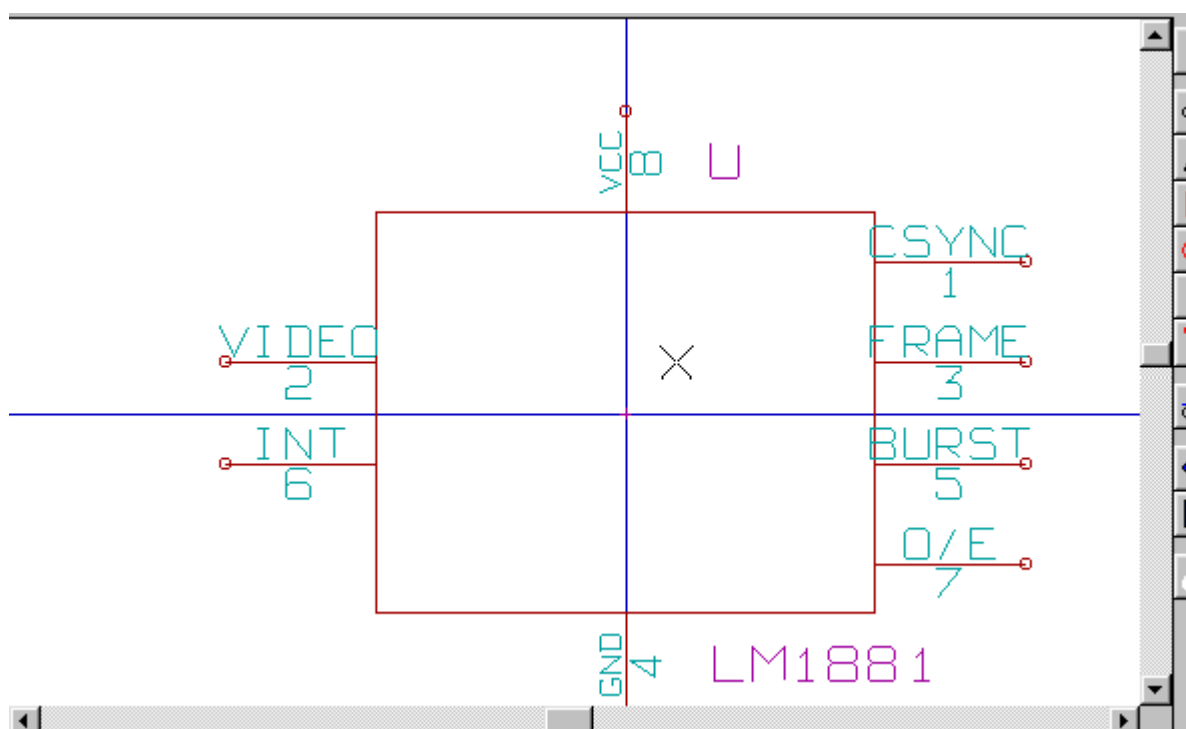 VCC
8
U
CSYNC
1
VIDEO
2
FRAME
3
INT
6
BURST
5
O/E
7
GND
4
LM1881